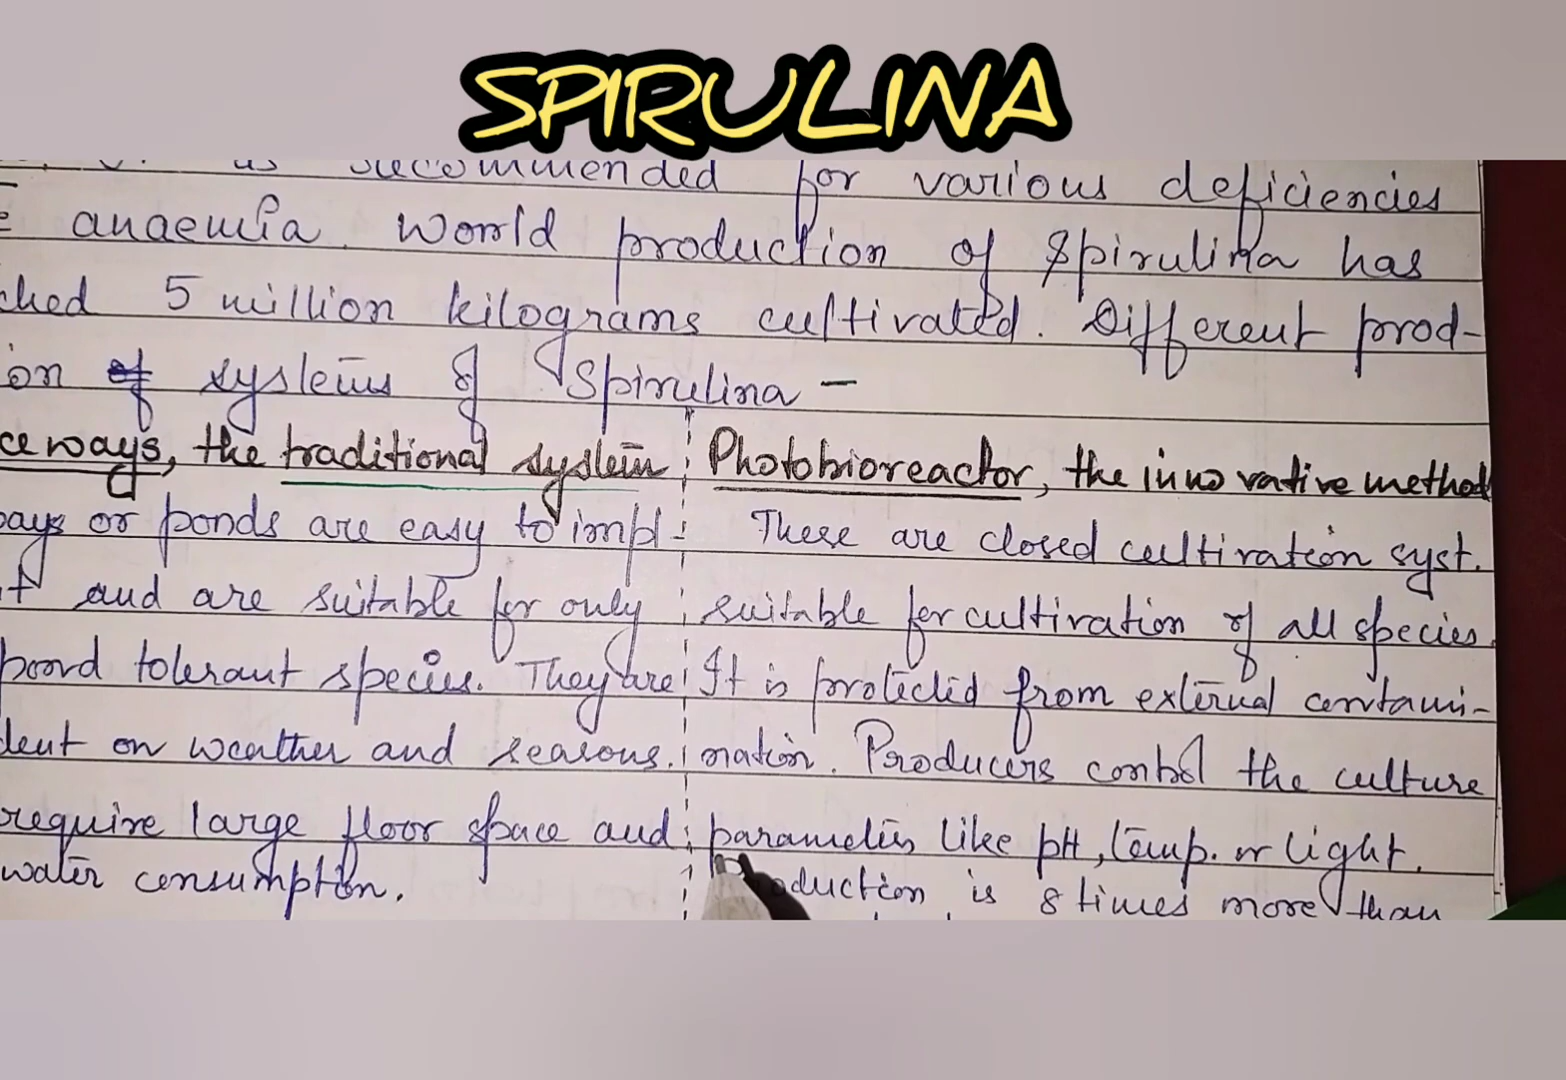 SPIRULINA
recommended for various deficiencies
anaemia. World production of Spirulina has
ched 5 million kilograms cultivated. Different prod-
ion of systems of Spirulina -
ceways, the traditional system
ays or ponds are easy to impl-
t and are suitable for only
tolerant species. They are
dent on weather and seasons.
require large floor space and
water consumption.
Photobioreactor, the innovative method
These are closed cultivation syst.
suitable for cultivation of all species.
It is protected from external contami-
nation. Producers control the culture
parameters like pH, temp. or light.
oduction is 8 times more than